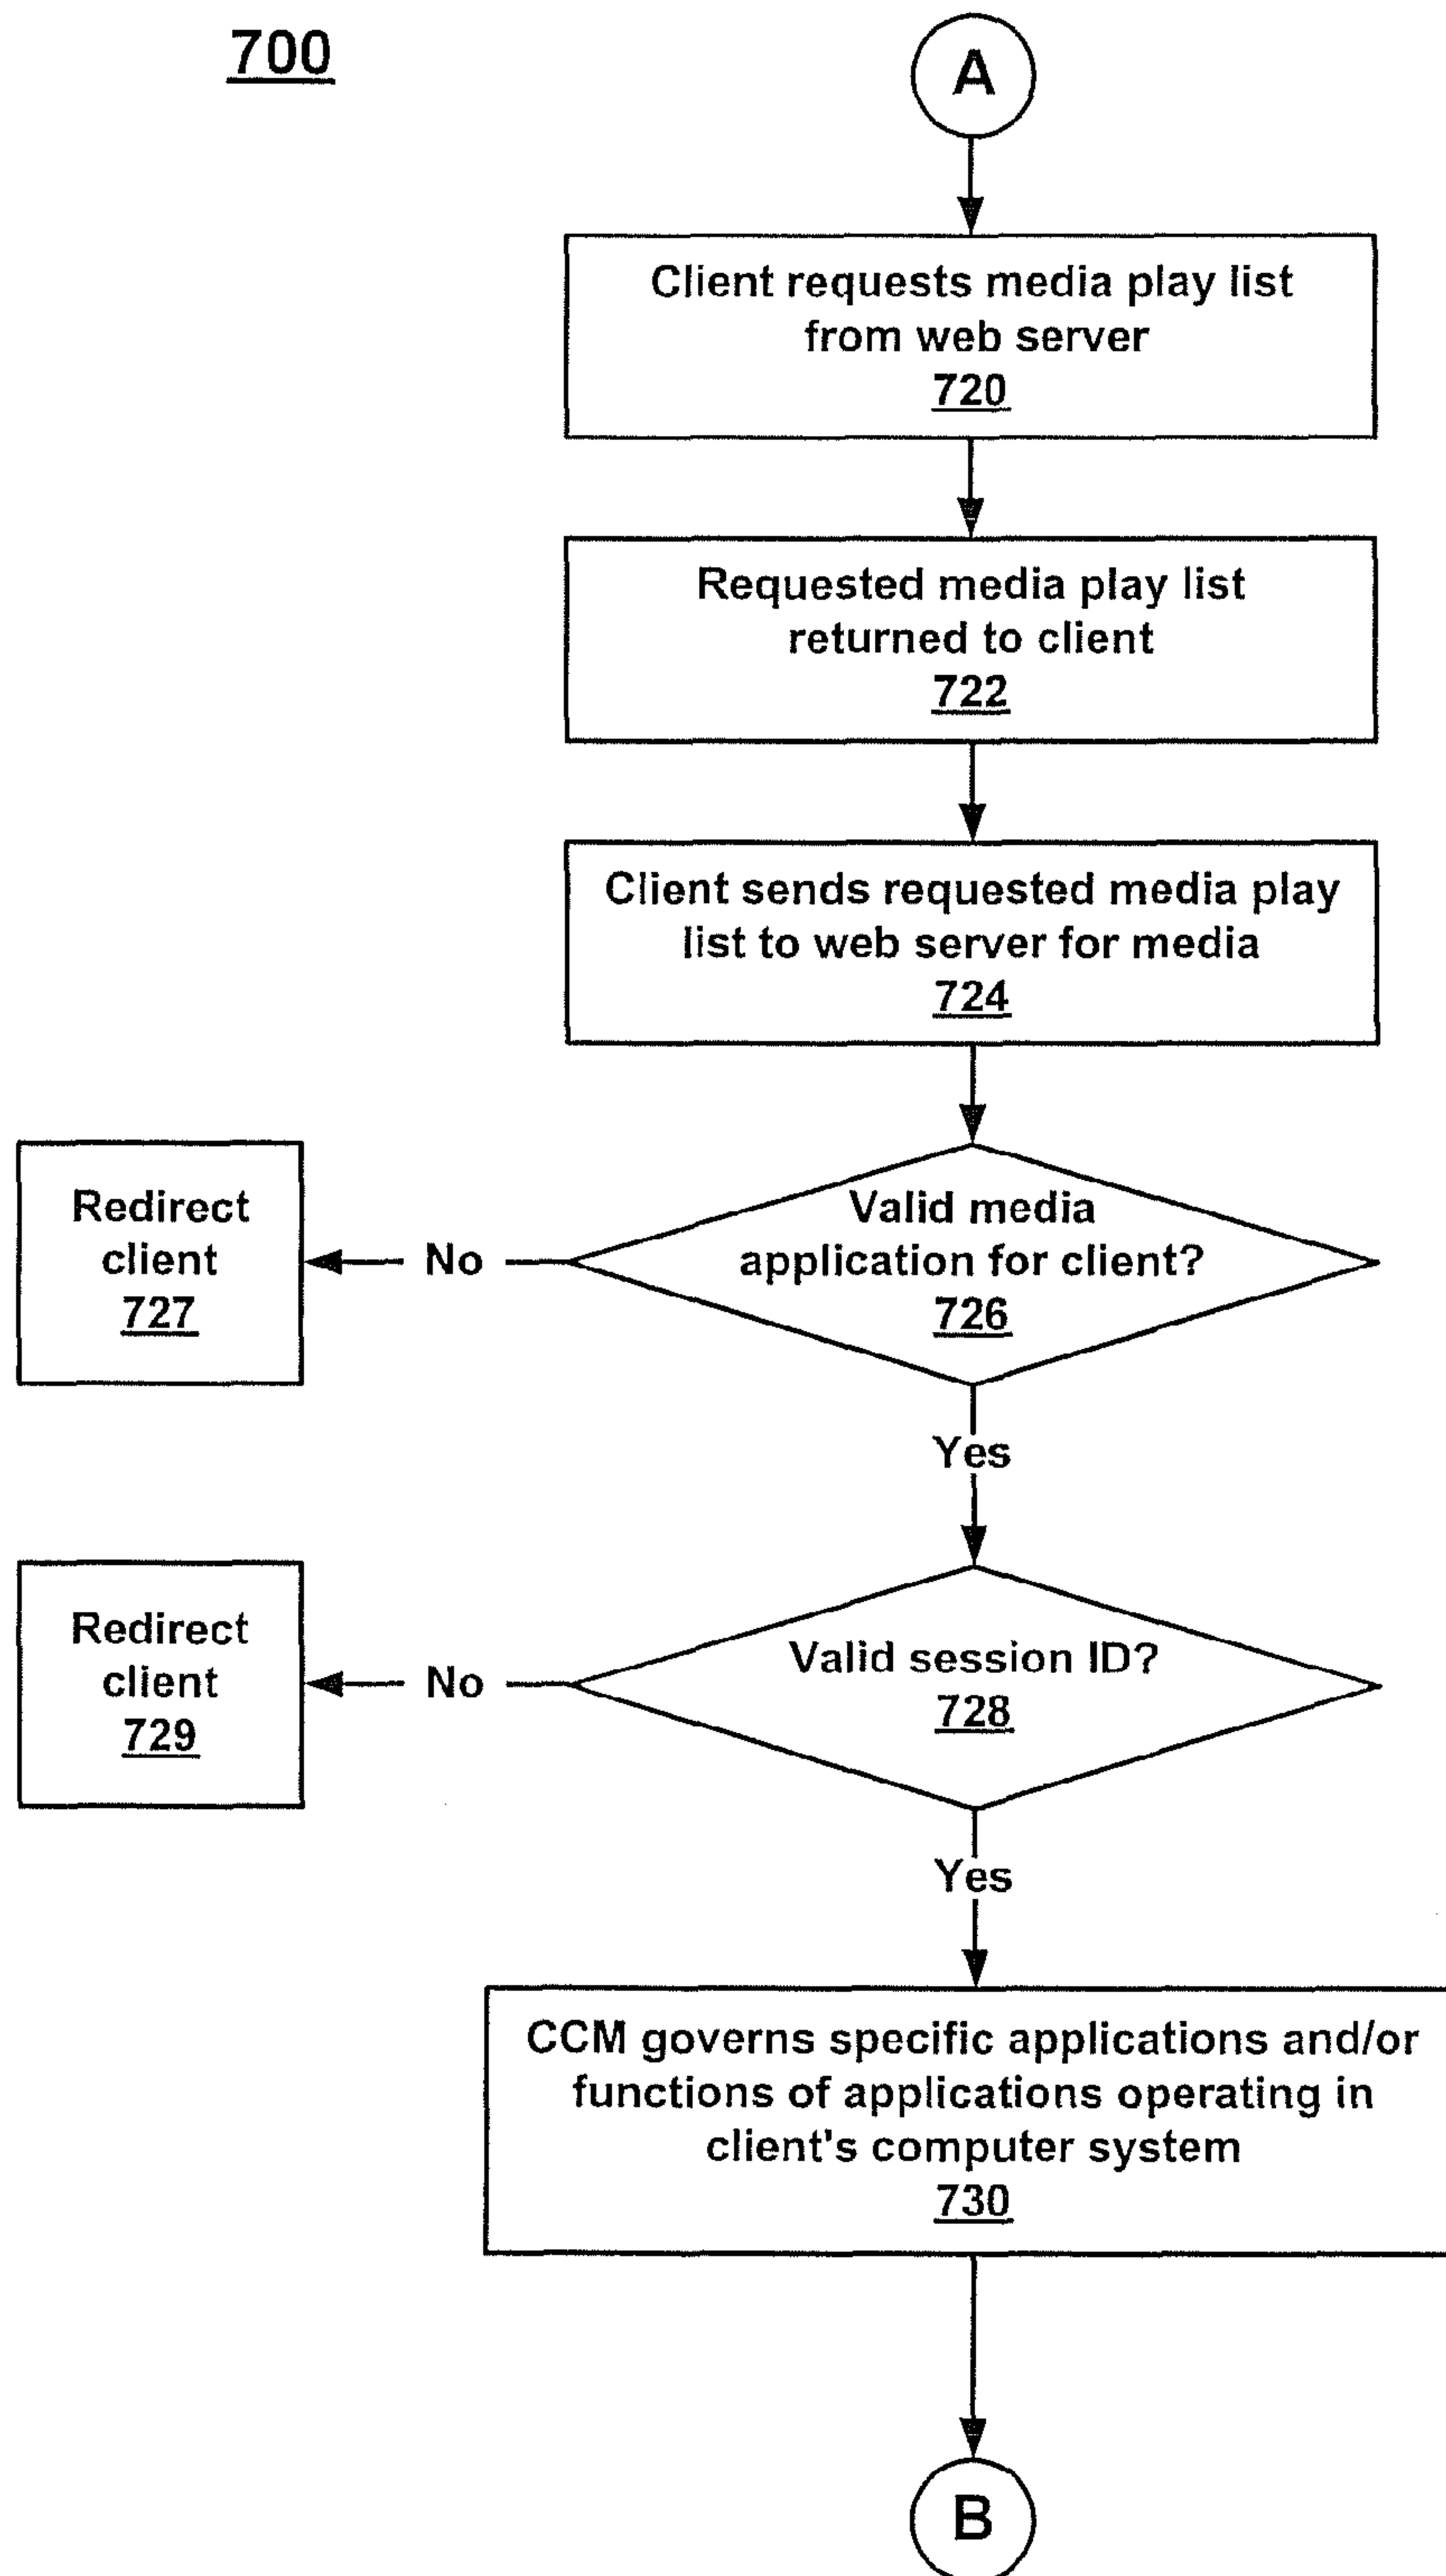 700
A
Client requests media play list
from web server
720
Requested media play list
returned to client
722
Client sends requested media play
list to web server for media
724
Valid media
application for client?
726
No
Redirect
client
727
Yes
Valid session ID?
728
No
Redirect
client
729
Yes
CCM governs specific applications and/or
functions of applications operating in
client's computer system
730
B